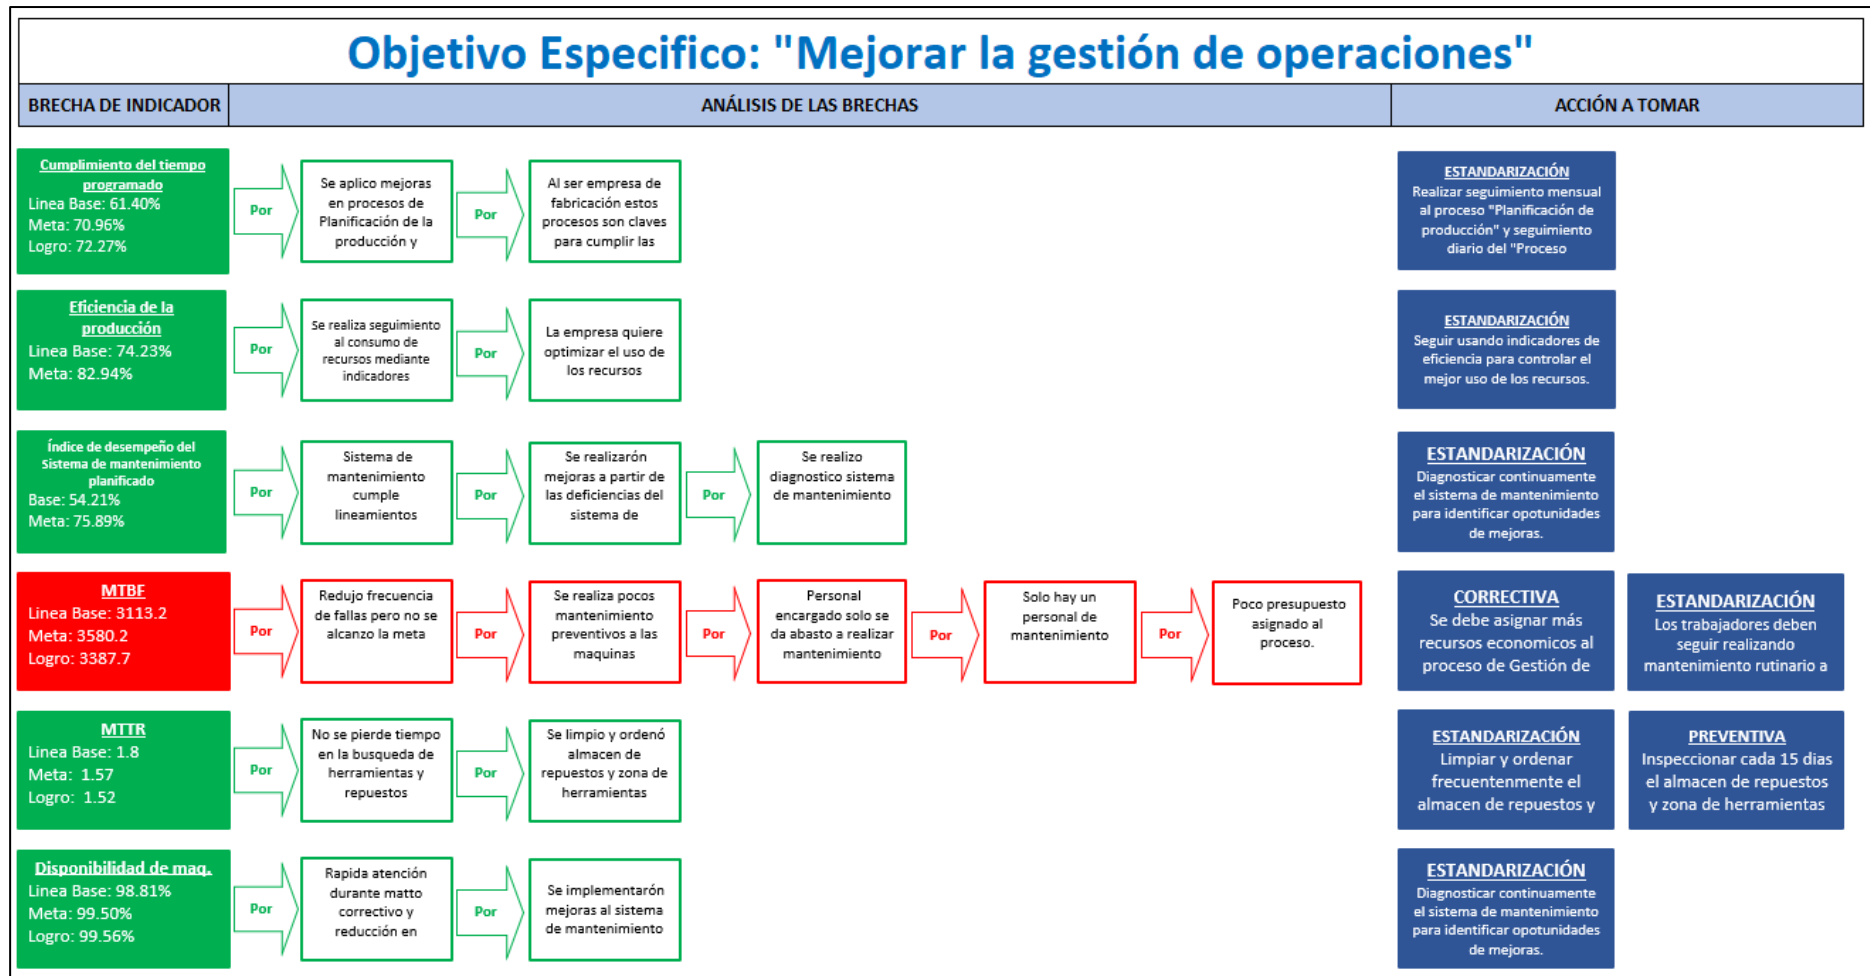 Objetivo Especifico: "Mejorar la gestión de operaciones"
BRECHA DE INDICADOR
ANÁLISIS DE LAS BRECHAS
ACCIÓN A TOMAR
Cumplimiento del tiempo
programado
Linea Base: 61.40%
Meta: 70.96%
Logro: 72.27%
Por
Se aplico mejoras
en procesos de
Planificación de la
producción y
Por
Al ser empresa de
fabricación estos
procesos son claves
para cumplir las
ESTANDARIZACIÓN
Realizar seguimiento mensual
al proceso "Planificación de
producción" y seguimiento
diario del "Proceso
Eficiencia de la
producción
Linea Base: 74.23%
Meta: 82.94%
Por
Se realiza seguimiento
al consumo de
recursos mediante
indicadores
Por
La empresa quiere
optimizar el uso de
los recursos
ESTANDARIZACIÓN
Seguir usando indicadores de
eficiencia para controlar el
mejor uso de los recursos.
Índice de desempeño del
Sistema de mantenimiento
planificado
Base: 54.21%
Meta: 75.89%
Por
Sistema de
mantenimiento
cumple
lineamientos
Por
Se realizarón
mejoras a partir de
las deficiencias del
sistema de
Por
Se realizo
diagnostico sistema
de mantenimiento
ESTANDARIZACIÓN
Diagnosticar continuamente
el sistema de mantenimiento
para identificar opotunidades
de mejoras.
MTBF
Linea Base: 3113.2
Meta: 3580.2
Logro: 3387.7
Por
Redujo frecuencia
de fallas pero no se
alcanzo la meta
Por
Se realiza pocos
mantenimiento
preventivos a las
maquinas
Por
Personal
encargado solo se
da abasto a realizar
mantenimiento
Por
Solo hay un
personal de
mantenimiento
Por
Poco presupuesto
asignado al
proceso.
CORRECTIVA
Se debe asignar más
recursos economicos al
proceso de Gestión de
ESTANDARIZACIÓN
Los trabajadores deben
seguir realizando
mantenimiento rutinario a
MTTR
Linea Base: 1.8
Meta: 1.57
Logro: 1.52
Por
No se pierde tiempo
en la busqueda de
herramientas y
repuestos
Por
Se limpio y ordenó
almacen de
repuestos y zona de
herramientas
ESTANDARIZACIÓN
Limpiar y ordenar
frecuentenmente el
almacen de repuestos y
PREVENTIVA
Inspeccionar cada 15 dias
el almacen de repuestos
y zona de herramientas
Disponibilidad de maq.
Linea Base: 98.81%
Meta: 99.50%
Logro: 99.56%
Por
Rapida atención
durante matto
correctivo y
reducción en
Por
Se implementarón
mejoras al sistema
de mantenimiento
ESTANDARIZACIÓN
Diagnosticar continuamente
el sistema de mantenimiento
para identificar opotunidades
de mejoras.